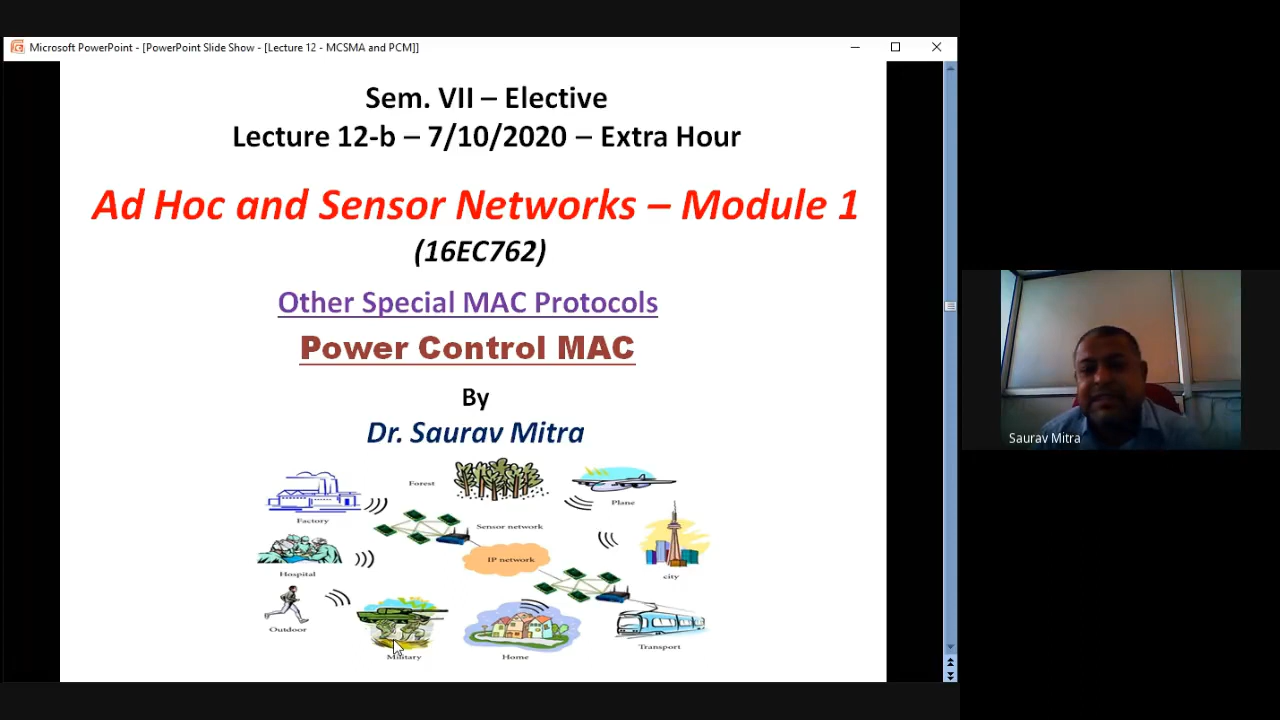 Microsoft PowerPoint - [PowerPoint Slide Show - [Lecture 12 - MCSMA and PCM]]
Sem. VII – Elective
Lecture 12-b – 7/10/2020 – Extra Hour
Ad Hoc and Sensor Networks – Module 1
(16EC762)
Other Special MAC Protocols
Power Control MAC
By
Dr. Saurav Mitra
Saurav Mitra
Forest
Plane
Factory
Sensor network
IP network
Hospital
city
Outdoor
Military
Home
Transport